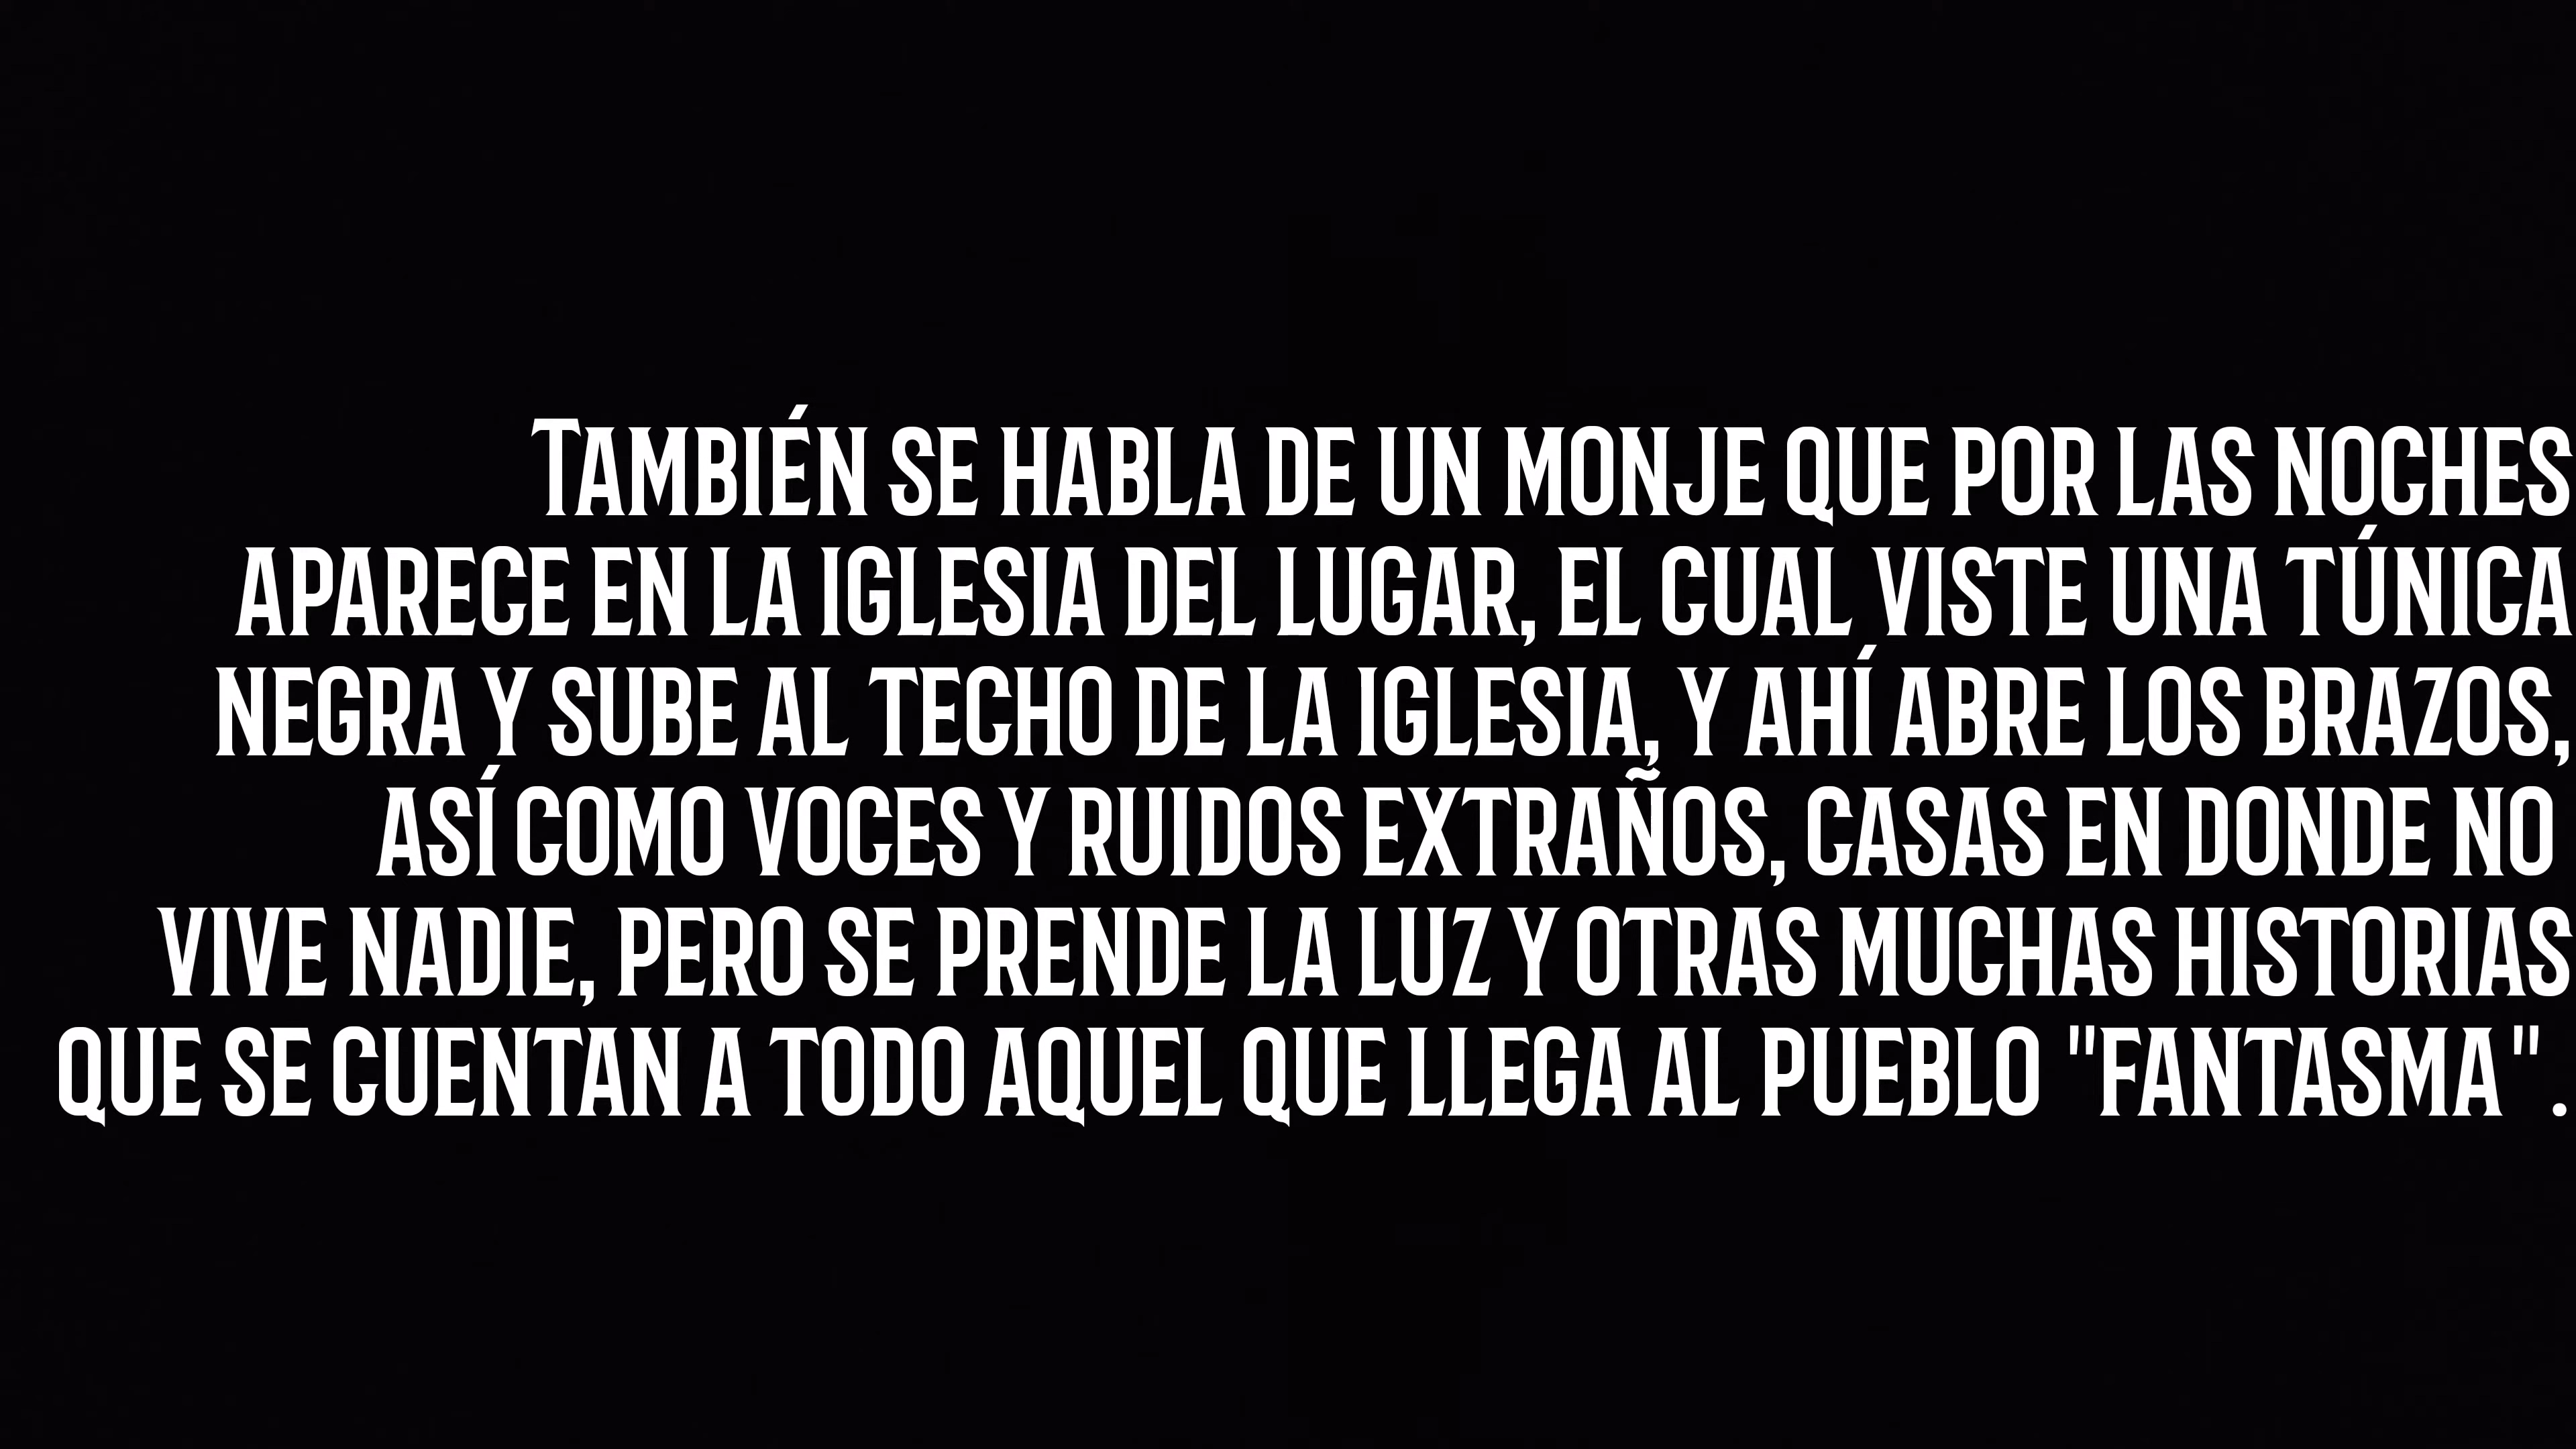 También se habla de un monje que por las noches
aparece en la iglesia del lugar, el cual viste una túnica
negra y sube al techo de la iglesia, y ahí abre los brazos,
así como voces y ruidos extraños, casas en donde no
vive nadie, pero se prende la luz y otras muchas historias
que se cuentan a todo aquel que llega al pueblo "fantasma".